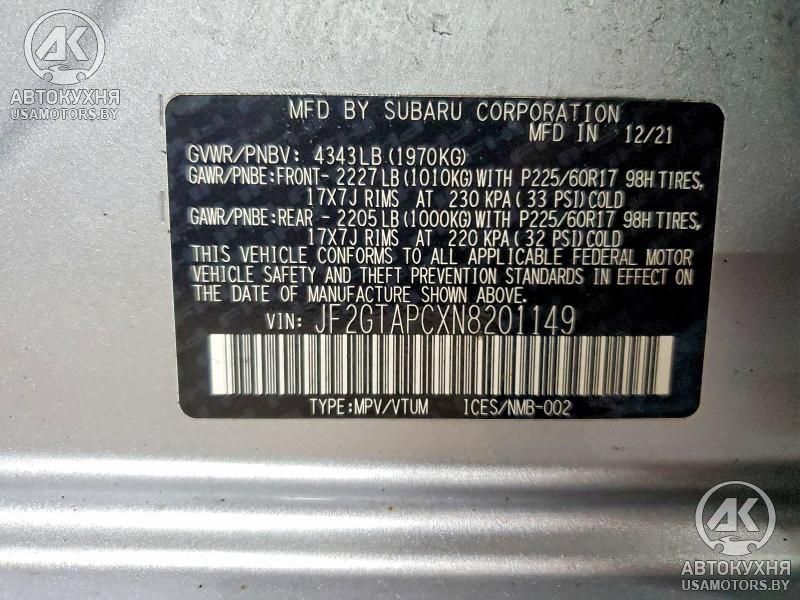 АК
АВТОКУХНЯ
USAMOTORS.BY
MFD BY SUBARU CORPORATION
MFD IN 12/21
GVWR/PNBV: 4343LB(1970KG)
GAWR/PNBE:FRONT- 2227LB(1010KG)WITH P225/60R17 98H TIRES,
17X7J RIMS AT 230 KPA(33 PSI)COLD
GAWR/PNBE:REAR - 2205LB(1000KG)WITH P225/60R17 98H TIRES,
17X7J RIMS AT 220 KPA(32 PSI)COLD
THIS VEHICLE CONFORMS TO ALL APPLICABLE FEDERAL MOTOR
VEHICLE SAFETY AND THEFT PREVENTION STANDARDS IN EFFECT ON
THE DATE OF MANUFACTURE SHOWN ABOVE.
VIN: JF2GTAPCXN8201149
TYPE:MPV/VTUM ICES/NMB-002
АК
АВТОКУХНЯ
USAMOTORS.BY